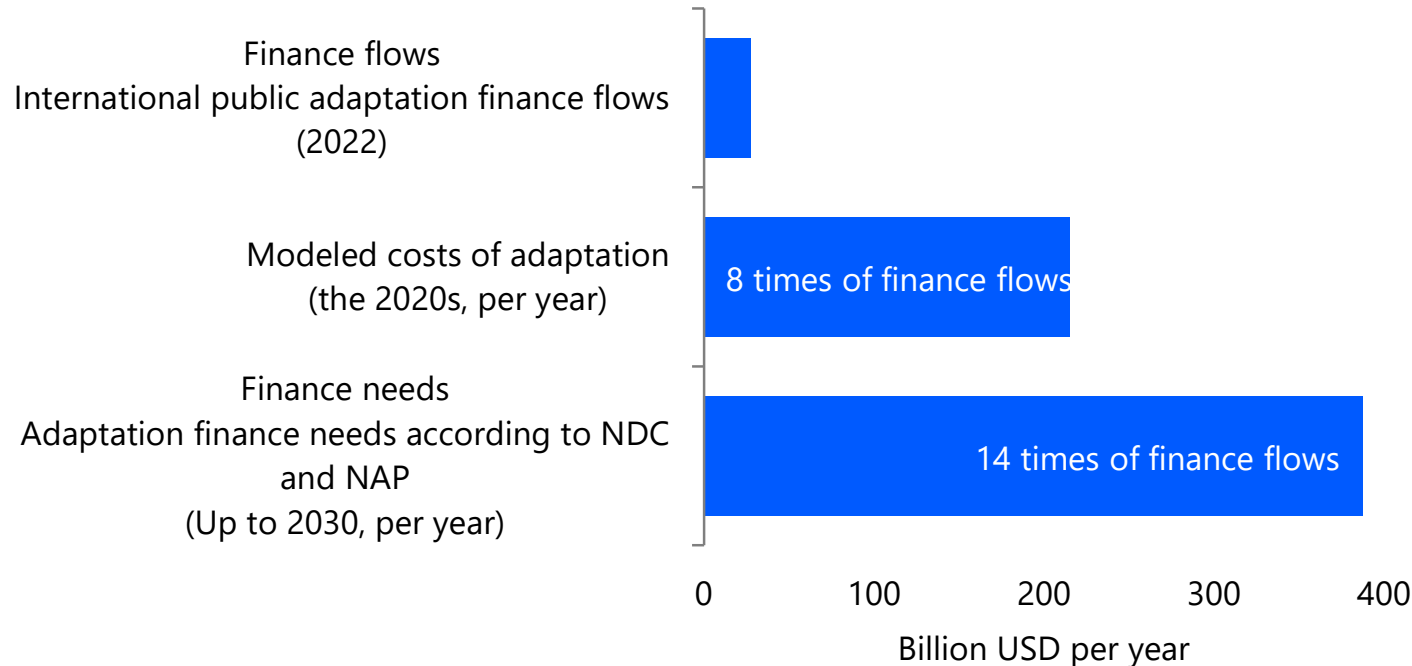 Finance flows
International public adaptation finance flows
(2022)
Modeled costs of adaptation
(the 2020s, per year)
8 times of finance flows
Finance needs
Adaptation finance needs according to NDC
and NAP
(Up to 2030, per year)
14 times of finance flows
0 100 200 300 400
Billion USD per year